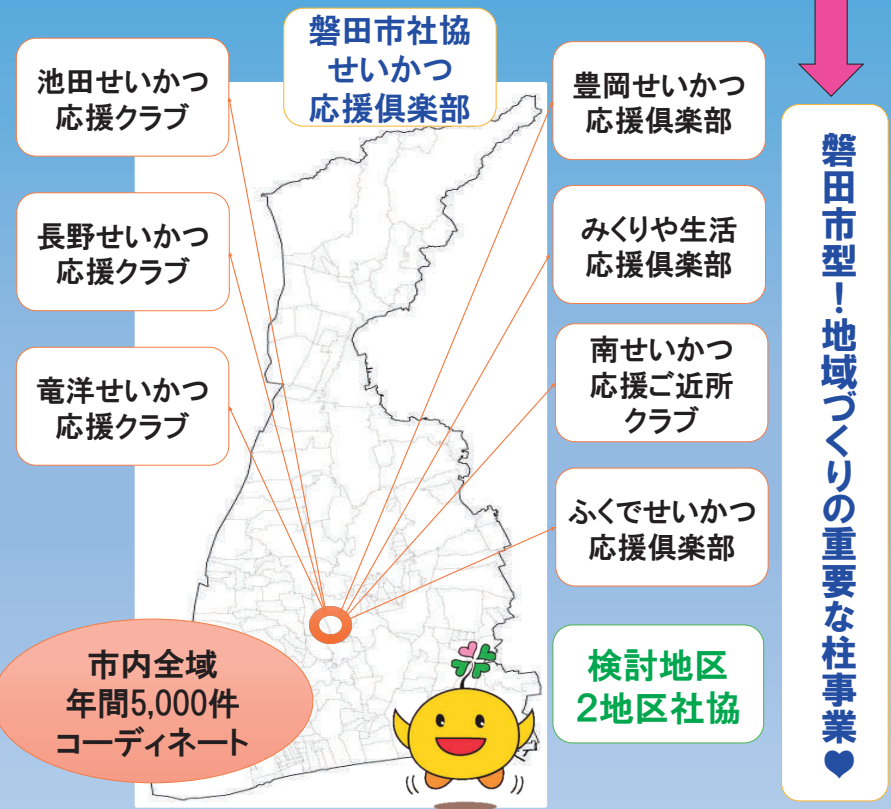 磐田市社協
せいかつ
応援倶楽部
池田せいかつ
応援クラブ
長野せいかつ
応援クラブ
竜洋せいかつ
応援クラブ
豊岡せいかつ
応援倶楽部
みくりや生活
応援倶楽部
南せいかつ
応援ご近所
クラブ
ふくでせいかつ
応援倶楽部
市内全域
年間5,000件
コーディネート
検討地区
2地区社協
磐田市型！地域づくりの重要な柱事業♥